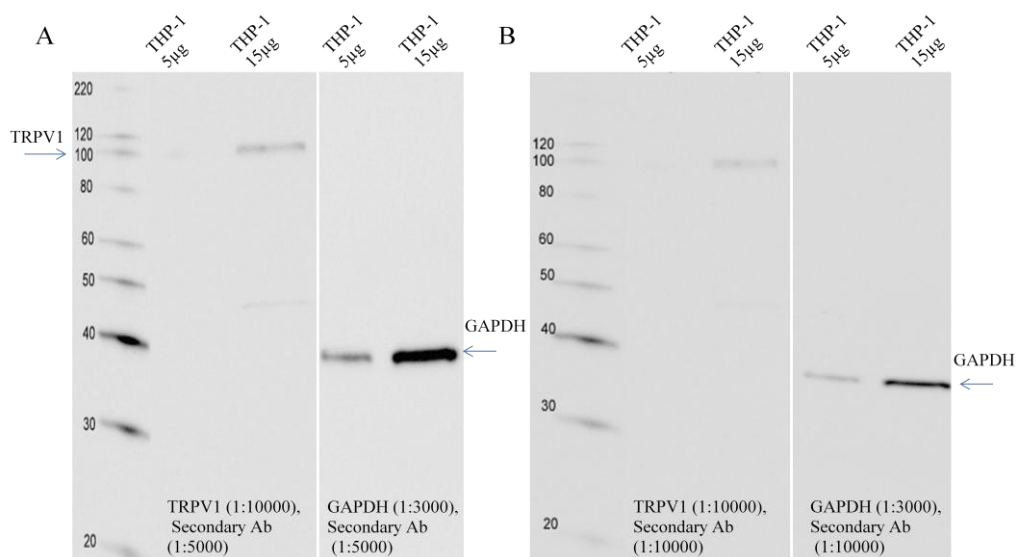 A
THP-1
5µg
THP-1
15µg
THP-1
5µg
THP-1
15µg
220
120
100
80
60
50
40
30
20
TRPV1
GAPDH
TRPV1 (1:10000),
Secondary Ab
(1:5000)
GAPDH (1:3000),
Secondary Ab
(1:5000)
B
THP-1
5µg
THP-1
15µg
THP-1
5µg
THP-1
15µg
120
100
80
60
50
40
30
20
GAPDH
TRPV1 (1:10000),
Secondary Ab
(1:10000)
GAPDH (1:3000),
Secondary Ab
(1:10000)